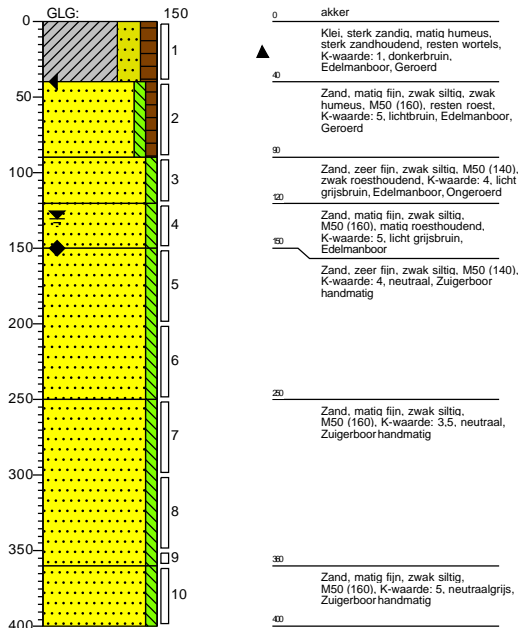 GLG: 150
0
50
100
150
200
250
300
350
400
1
2
3
4
5
6
7
8
9
10
0
akker
Klei, sterk zandig, matig humeus,
sterk zandhoudend, resten wortels,
K-waarde: 1, donkerbruin,
Edelmanboor, Geroerd
40
Zand, matig fijn, zwak siltig, zwak
humeus, M50 (160), resten roest,
K-waarde: 5, lichtbruin, Edelmanboor,
Geroerd
90
Zand, zeer fijn, zwak siltig, M50 (140),
zwak roesthoudend, K-waarde: 4, licht
grijsbruin, Edelmanboor, Ongeroerd
120
Zand, matig fijn, zwak siltig,
M50 (160), matig roesthoudend,
K-waarde: 5, licht grijsbruin,
Edelmanboor
150
Zand, zeer fijn, zwak siltig, M50 (140),
K-waarde: 4, neutraal, Zuigerboor
handmatig
250
Zand, matig fijn, zwak siltig,
M50 (160), K-waarde: 3,5, neutraal,
Zuigerboor handmatig
360
Zand, matig fijn, zwak siltig,
M50 (160), K-waarde: 5, neutraalgrijs,
Zuigerboor handmatig
400